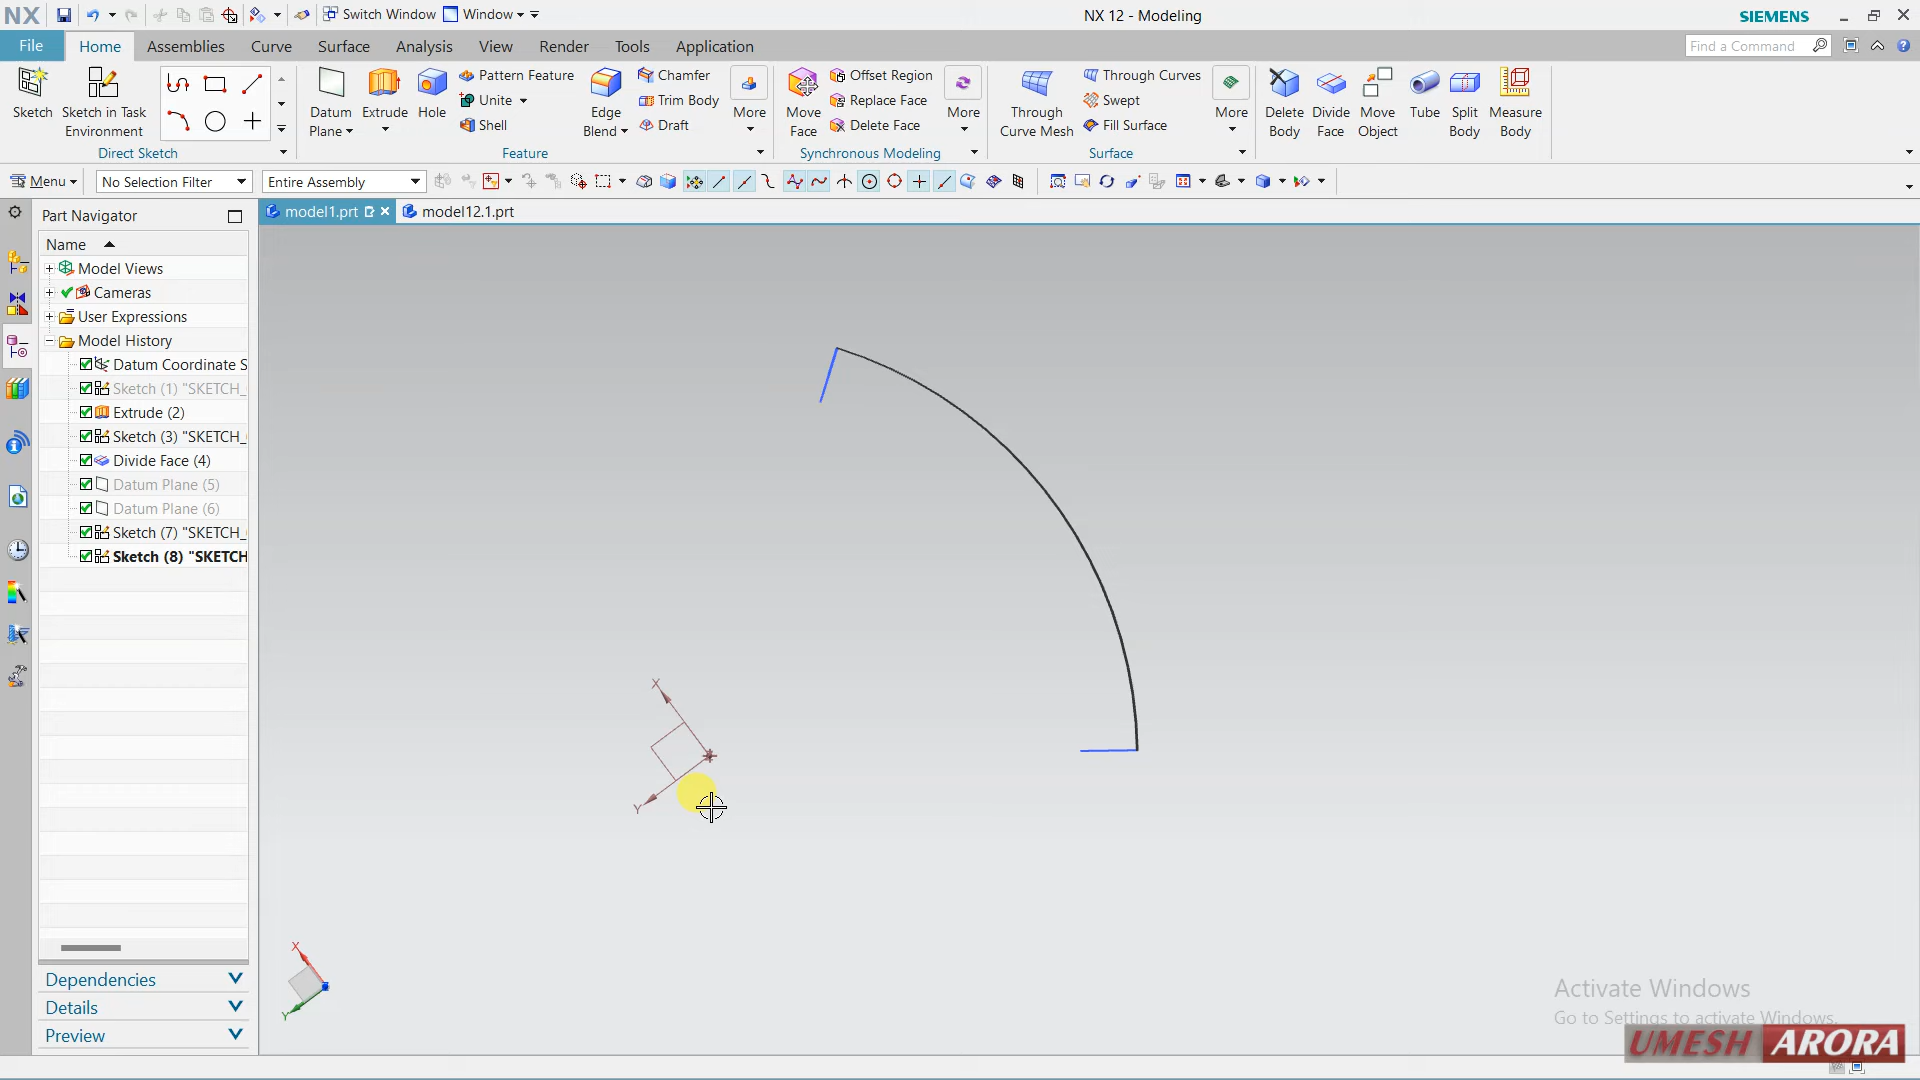 NX Switch Window Window NX 12 - Modeling SIEMENS
File Home Assemblies Curve Surface Analysis View Render Tools Application Find a Command
Sketch
Sketch in Task Environment
Direct Sketch
Datum Plane
Extrude
Hole
Pattern Feature
Unite
Shell
Edge Blend
Chamfer
Trim Body
Draft
More
Feature
Move Face
Offset Region
Replace Face
Delete Face
More
Synchronous Modeling
Through Curve Mesh
Through Curves
Swept
Fill Surface
More
Surface
Delete Body
Divide Face
Move Object
Tube
Split Body
Measure Body
Menu No Selection Filter Entire Assembly
Part Navigator
model1.prt model12.1.prt
Name
Model Views
Cameras
User Expressions
Model History
Datum Coordinate S
Sketch (1) "SKETCH_
Extrude (2)
Sketch (3) "SKETCH_
Divide Face (4)
Datum Plane (5)
Datum Plane (6)
Sketch (7) "SKETCH_
Sketch (8) "SKETCH
X
Y
X
Y
Dependencies
Details
Preview
Activate Windows
Go to Settings to activate Windows.
UMESH ARORA